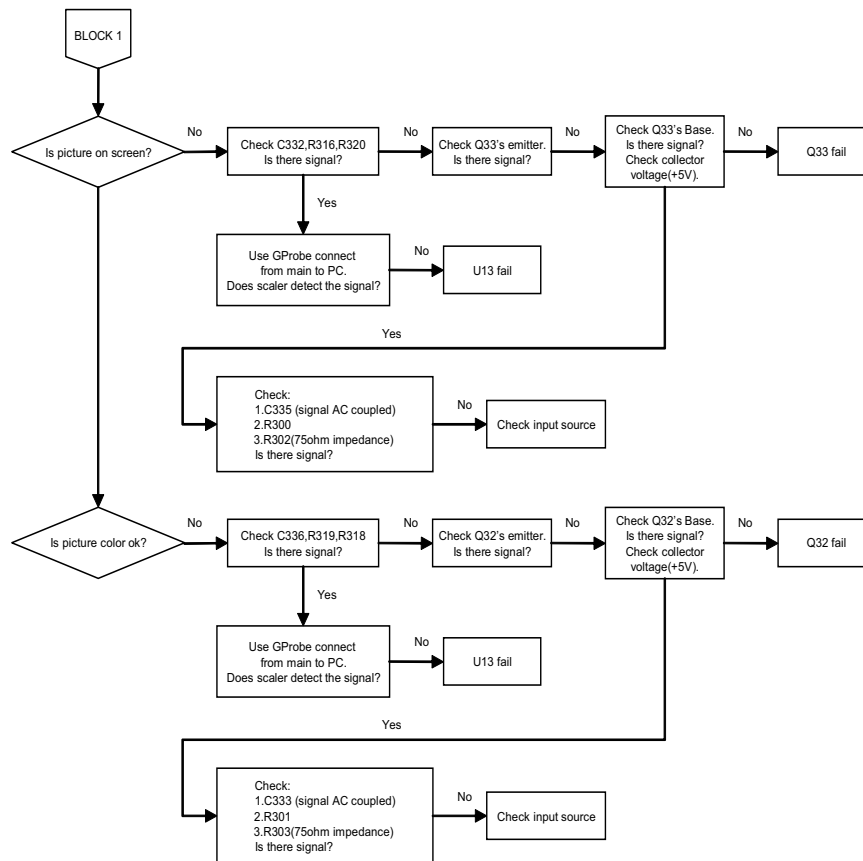 BLOCK 1
Is picture on screen?
No
Check C332,R316,R320
Is there signal?
No
Check Q33's emitter.
Is there signal?
No
Check Q33's Base.
Is there signal?
Check collector
voltage(+5V).
No
Q33 fail
Yes
Use GProbe connect
from main to PC.
Does scaler detect the signal?
No
U13 fail
Yes
Check:
1.C335 (signal AC coupled)
2.R300
3.R302(75ohm impedance)
Is there signal?
No
Check input source
Is picture color ok?
No
Check C336,R319,R318
Is there signal?
No
Check Q32's emitter.
Is there signal?
No
Check Q32's Base.
Is there signal?
Check collector
voltage(+5V).
No
Q32 fail
Yes
Use GProbe connect
from main to PC.
Does scaler detect the signal?
No
U13 fail
Yes
Check:
1.C333 (signal AC coupled)
2.R301
3.R303(75ohm impedance)
Is there signal?
No
Check input source